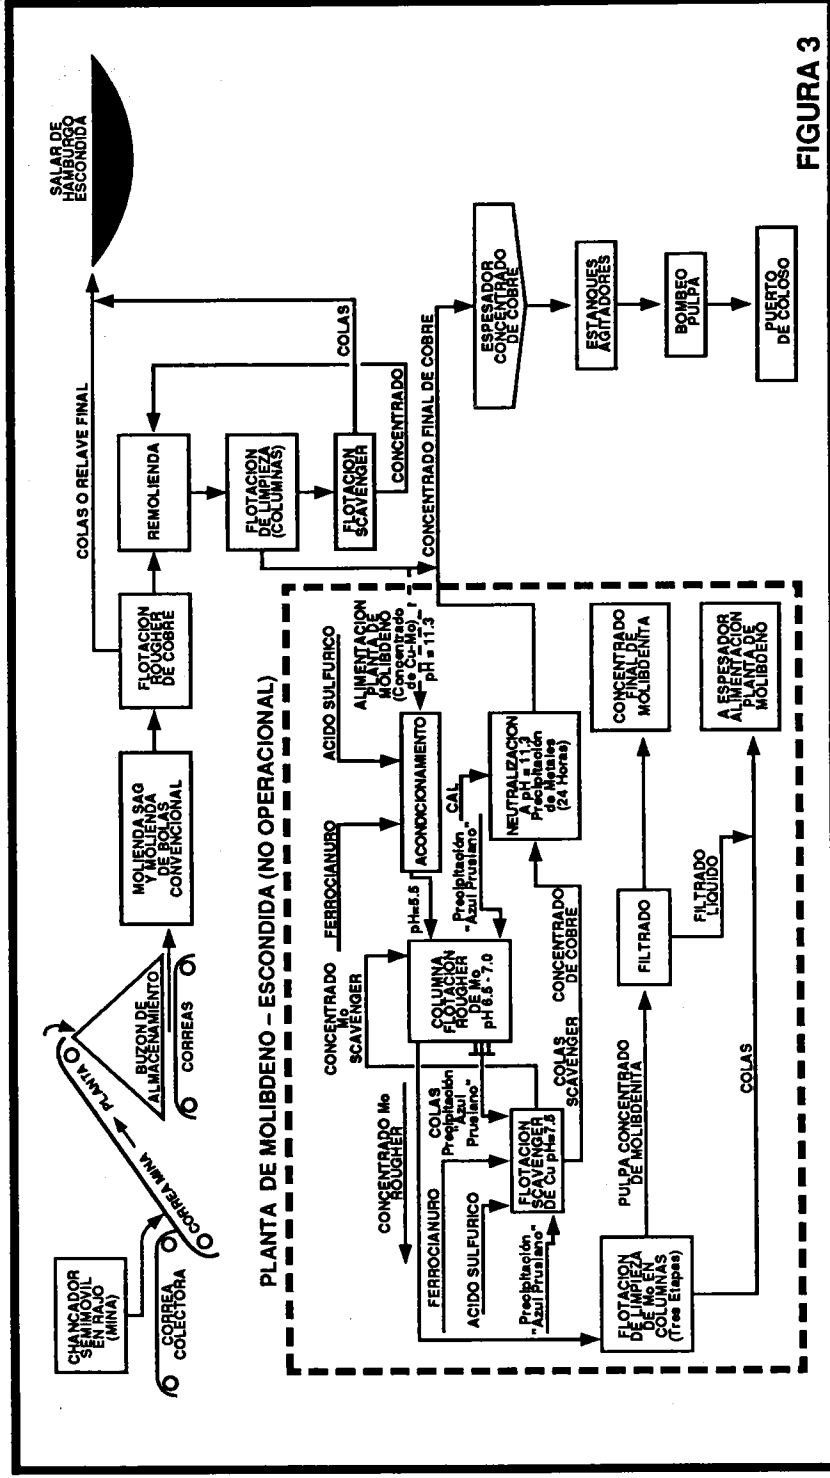 CHANCADOR
SEMIMOVIL
EN RAJO
(MINA)
CORREA
COLECTORA
CORREA MINA
PLANTA
BUZON DE
ALMACENAMIENTO
CORREAS
MOLIENDA SAG
Y MOLIENDA
DE BOLAS
CONVENCIONAL
FLOTACION
ROUGHER
DE COBRE
REMOLIENDA
FLOTACION
DE LIMPIEZA
(COLUMNAS)
FLOTACION
SCAVENGER
COLAS O RELAVE FINAL
SALAR DE
HAMBURGO
ESCONDIDA
COLAS
CONCENTRADO
CONCENTRADO FINAL DE COBRE
ESPESADOR
CONCENTRADO
DE COBRE
ESTANQUES
AGITADORES
BOMBEO
PULPA
PUERTO
DE COLOSO
PLANTA DE MOLIBDENO – ESCONDIDA (NO OPERACIONAL)
ACIDO SULFURICO
ALIMENTACION
PLANTA DE
MOLIBDENO
(Concentrado
de Cu-Mo)
pH = 11.3
FERROCIANURO
ACONDICIONAMIENTO
pH=5.5
CONCENTRADO
Mo
SCAVENGER
COLUMNA
FLOTACION
ROUGHER
DE Mo
pH 6.5 - 7.0
Precipitación
"Azul Prusiano"
CAL
NEUTRALIZACION
A pH = 11.3
Precipitación
de Metales
(24 Horas)
CONCENTRADO Mo
ROUGHER
COLAS
Precipitación
"Azul
Prusiano"
FERROCIANURO
ACIDO SULFURICO
Precipitación
"Azul Prusiano"
FLOTACION
SCAVENGER
DE Cu pH=7.5
COLAS
SCAVENGER
CONCENTRADO
DE COBRE
FLOTACION
DE LIMPIEZA
DE Mo EN
COLUMNAS
(Tres Etapas)
PULPA CONCENTRADO
DE MOLIBDENITA
FILTRADO
FILTRADO
LIQUIDO
CONCENTRADO
FINAL DE
MOLIBDENITA
COLAS
A ESPESADOR
ALIMENTACION
PLANTA DE
MOLIBDENO
FIGURA 3